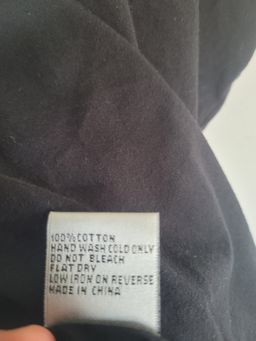 100% COTTON
HAND WASH COLD ONLY
DO NOT BLEACH
FLAT DRY
LOW IRON ON REVERSE
MADE IN CHINA